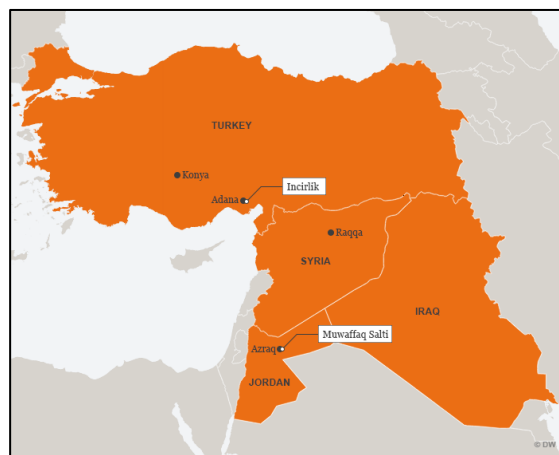 TURKEY
Konya
Incirlik
Adana
Raqqa
SYRIA
IRAQ
Muwaffaq Salti
Azraq
JORDAN
© DW